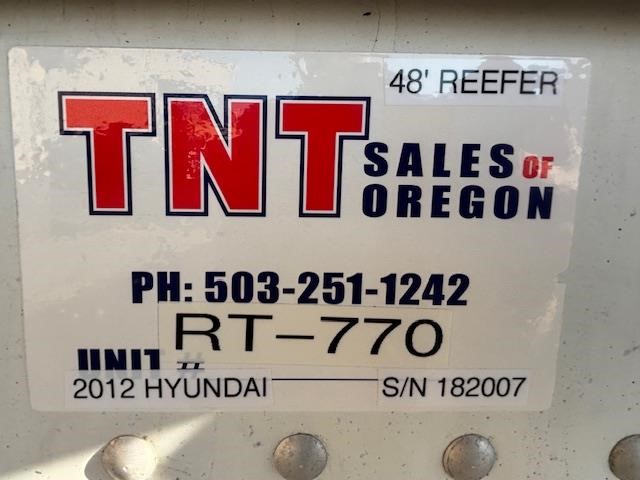 48' REEFER
TNT SALES OF
OREGON
PH: 503-251-1242
UNIT # RT-770
2012 HYUNDAI S/N 182007